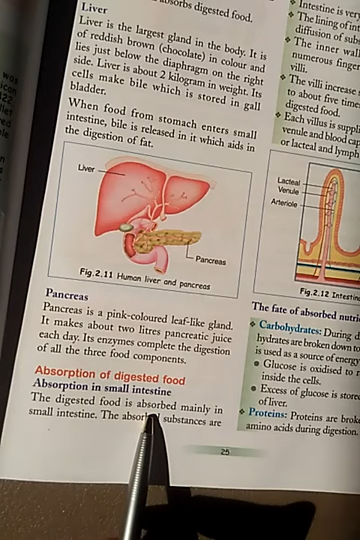 absorbs digested food.
Liver
Liver is the largest gland in the body. It is
of reddish brown (chocolate) in colour and
lies just below the diaphragm on the right
side. Liver is about 2 kilogram in weight. Its
cells make bile which is stored in gall
bladder.
When food from stomach enters small
intestine, bile is released in it which aids in
the digestion of fat.
Liver
Pancreas
Fig.2.11 Human liver and pancreas
Pancreas
Pancreas is a pink-coloured leaf-like gland.
It makes about two litres pancreatic juice
each day. Its enzymes complete the digestion
of all the three food components.
Absorption of digested food
Absorption in small intestine
The digested food is absorbed mainly in
small intestine. The absor substances are
25
Intestine is ver
The lining of int
diffusion of sub
The inner wall
numerous finger
villi.
The villi increase s
to about five time
digested food.
Each villus is suppl
venule and blood cap
or lacteal and lymph
Lacteal
Venule
Arteriole
Fig.2.12 Intestin
The fate of absorbed nutrie
Carbohydrates: During d
hydrates are broken down to
is used as a source of energy
Glucose is oxidised to r
inside the cells.
Excess of glucose is store
of liver.
Proteins: Proteins are broke
amino acids during digestion.